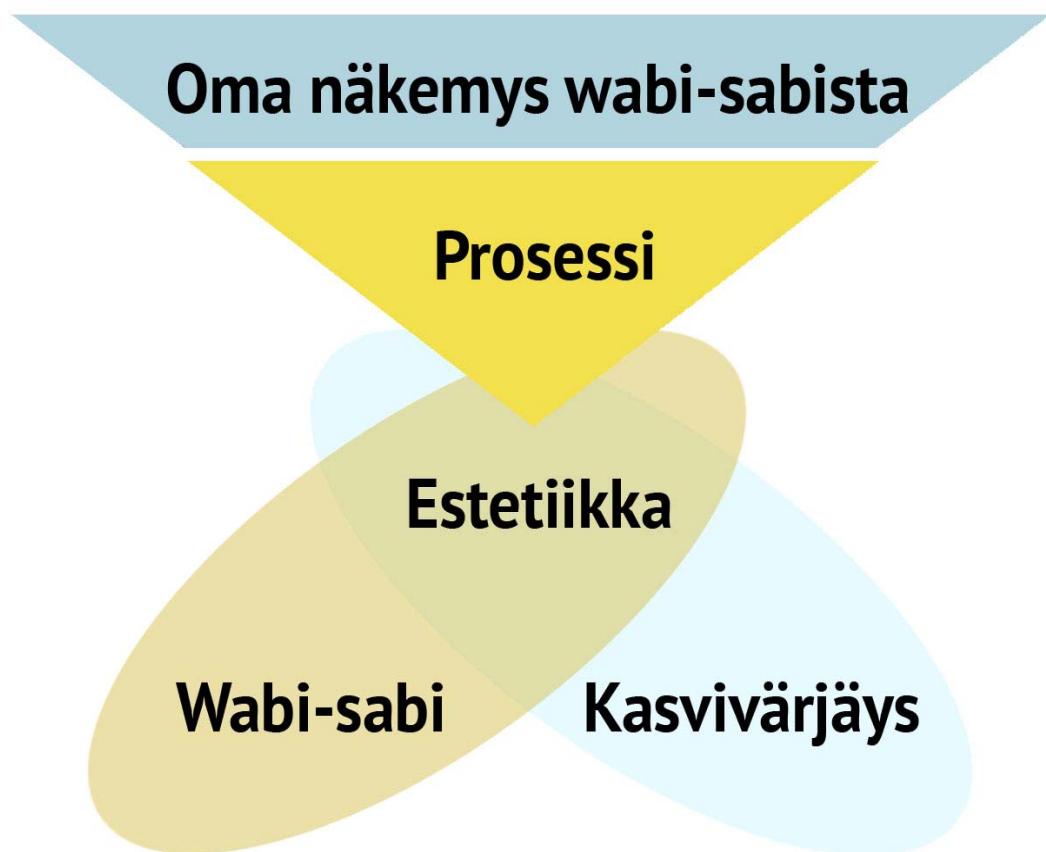 Oma näkemys wabi-sabista
Prosessi
Estetiikka
Wabi-sabi
Kasvivärjäys